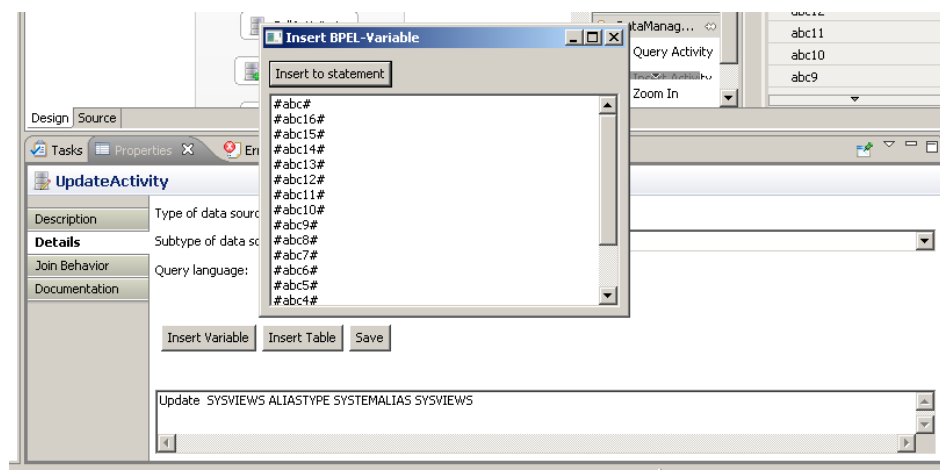 DataManag...
abc11
Query Activity
abc10
abc9
Zoom In
Design Source
Insert BPEL-Variable
Insert to statement
#abc#
#abc16#
#abc15#
#abc14#
#abc13#
#abc12#
#abc11#
#abc10#
#abc9#
#abc8#
#abc7#
#abc6#
#abc5#
#abc4#
Tasks Properties
UpdateActivity
Description
Details
Join Behavior
Documentation
Type of data
Subtype of data
Query language:
Insert Variable Insert Table Save
Update SYSVIEWS ALIASTYPE SYSTEMALIAS SYSVIEWS